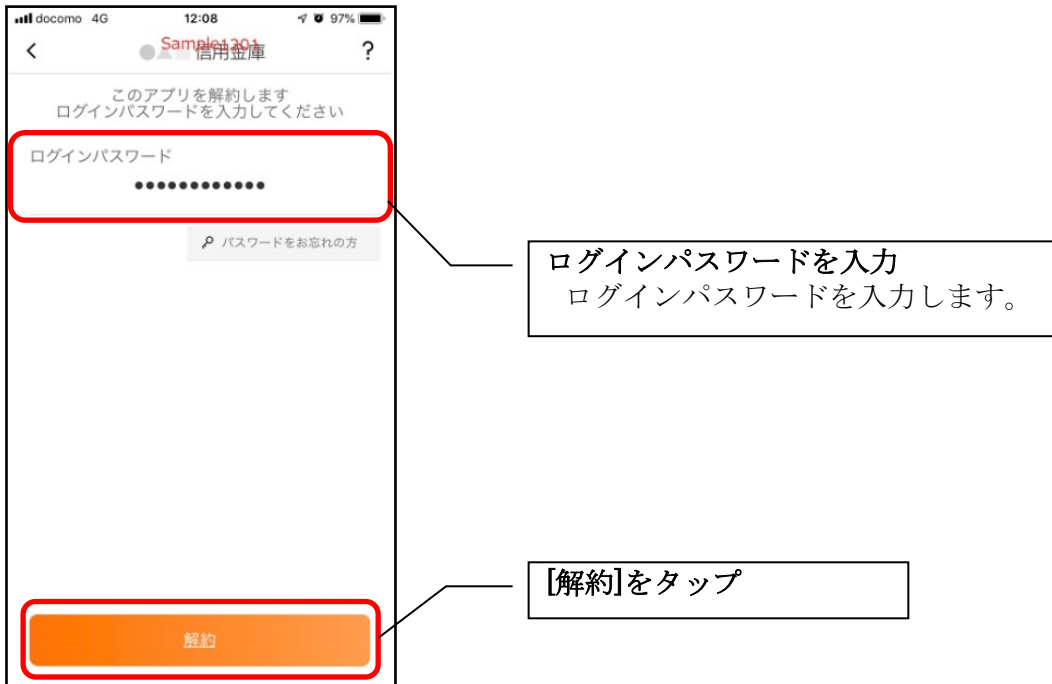 docomo 4G 12:08 97%
Sample1201
●▲■信用金庫 ?
このアプリを解約します
ログインパスワードを入力してください
ログインパスワード
●●●●●●●●●●●●
パスワードをお忘れの方
ログインパスワードを入力
ログインパスワードを入力します。
[解約]をタップ
解約